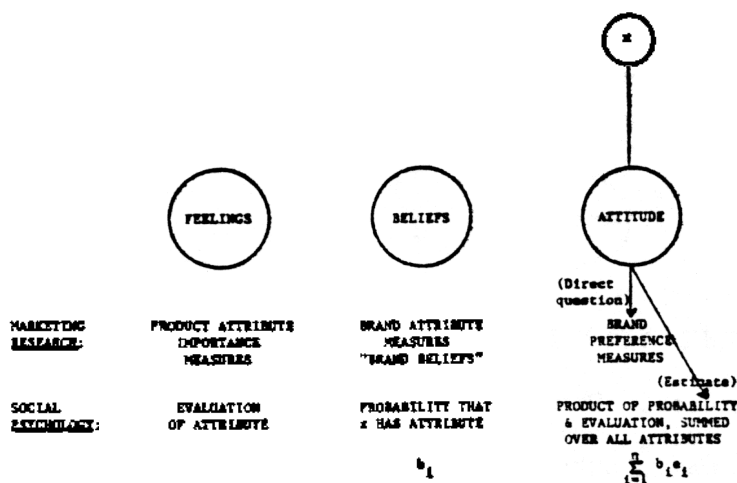 x
FEELINGS
BELIEFS
ATTITUDE
(Direct
question)
MARKETING
RESEARCH:
PRODUCT ATTRIBUTE
IMPORTANCE
MEASURES
BRAND ATTRIBUTE
MEASURES
"BRAND BELIEFS"
BRAND
PREFERENCE
MEASURES
(Estimate)
SOCIAL
PSYCHOLOGY:
EVALUATION
OF ATTRIBUTE
PROBABILITY THAT
x HAS ATTRIBUTE
PRODUCT OF PROBABILITY
& EVALUATION, SUMMED
OVER ALL ATTRIBUTES
b_i
n
∑ b_i e_i
i=1